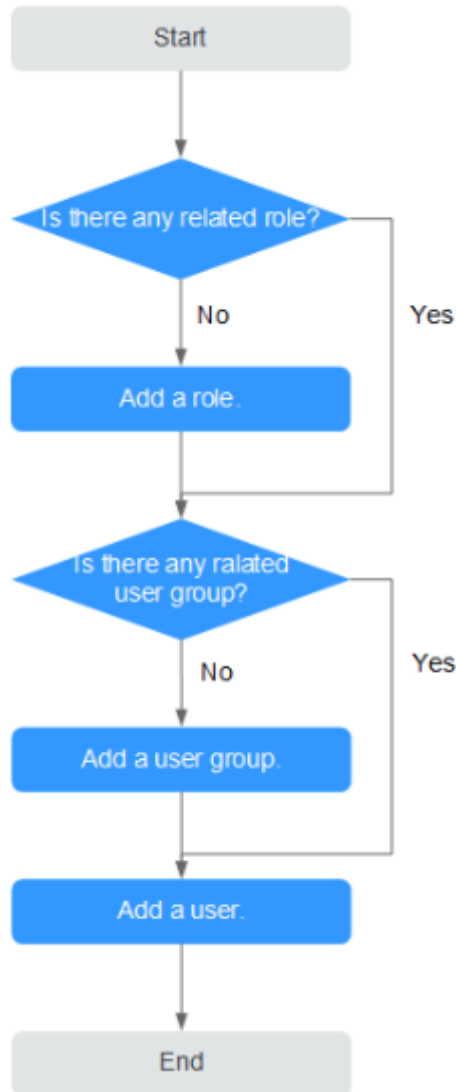 Start
Is there any related role?
No
Yes
Add a role.
Is there any ralated
user group?
Yes
No
Add a user group.
Add a user.
End